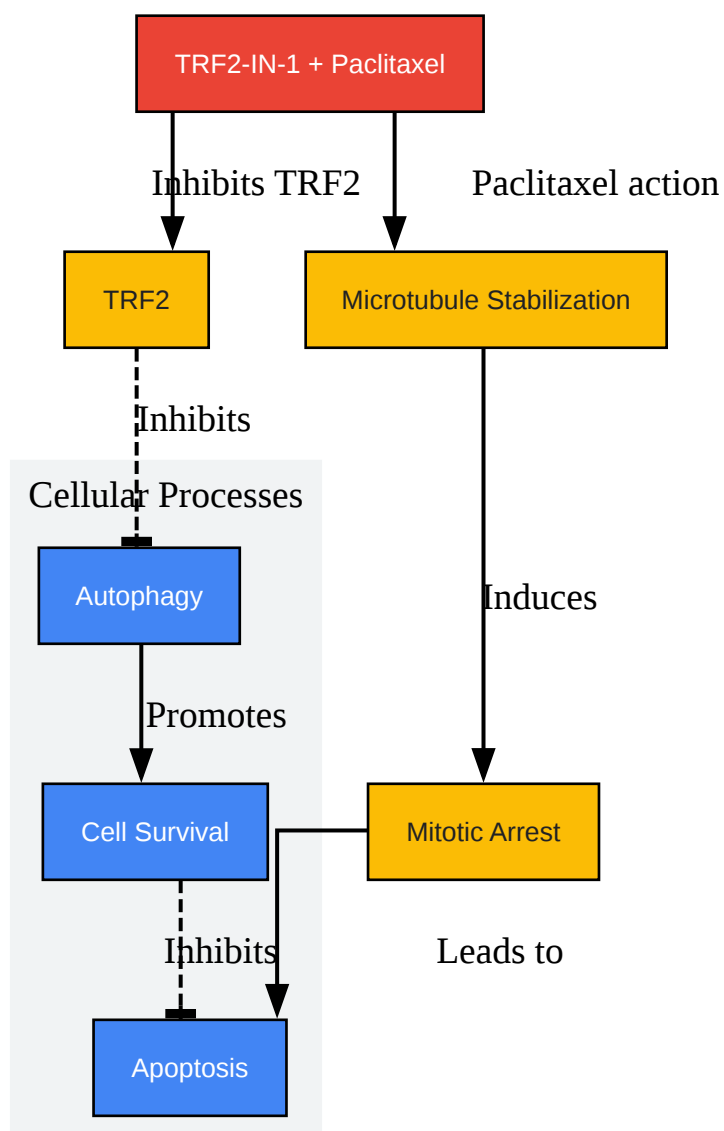 TRF2-IN-1 + Paclitaxel
Inhibits TRF2
Paclitaxel action
TRF2
Microtubule Stabilization
Inhibits
Cellular Processes
Autophagy
Induces
Promotes
Cell Survival
Mitotic Arrest
Inhibits
Leads to
Apoptosis